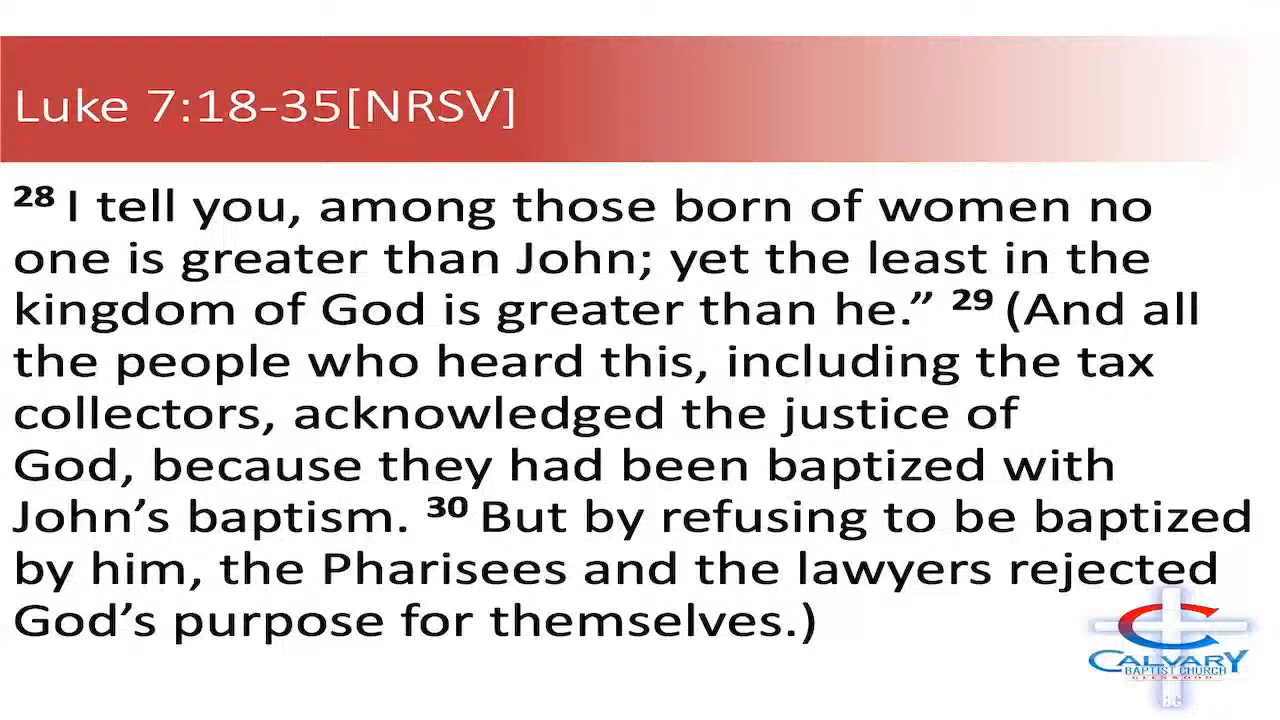 Luke 7:18-35[NRSV]
28 I tell you, among those born of women no
one is greater than John; yet the least in the
kingdom of God is greater than he.” 29 (And all
the people who heard this, including the tax
collectors, acknowledged the justice of
God, because they had been baptized with
John’s baptism. 30 But by refusing to be baptized
by him, the Pharisees and the lawyers rejected
God’s purpose for themselves.)
C
CALVARY
BAPTIST CHURCH
GLENWOOD
BC